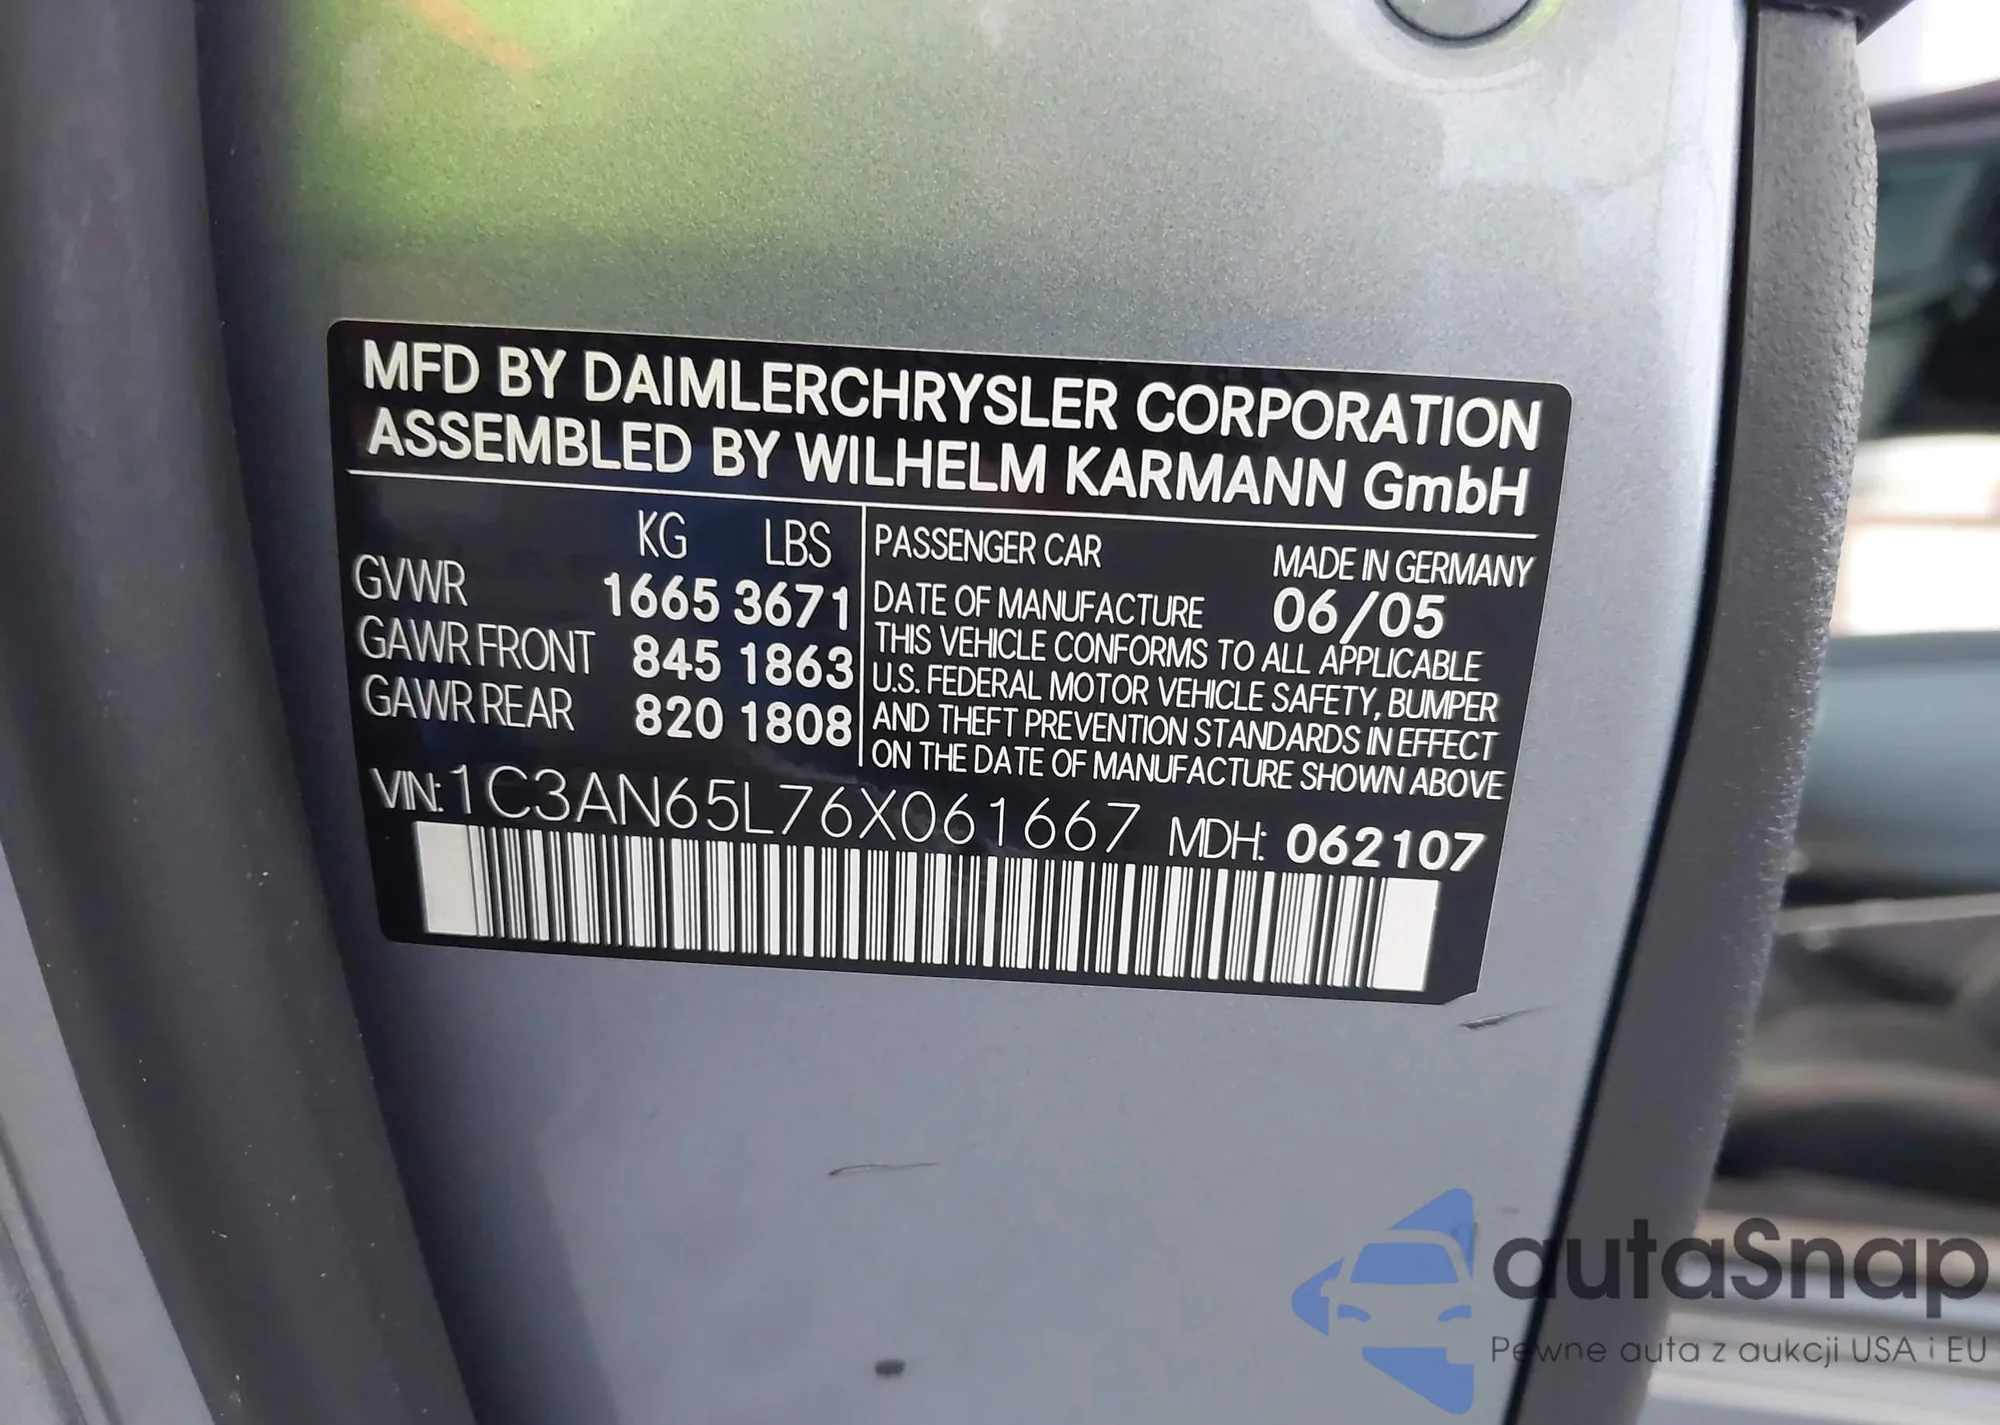 MFD BY DAIMLERCHRYSLER CORPORATION
ASSEMBLED BY WILHELM KARMANN GmbH
KG LBS
GVWR 1665 3671
GAWR FRONT 845 1863
GAWR REAR 820 1808
PASSENGER CAR MADE IN GERMANY
DATE OF MANUFACTURE 06/05
THIS VEHICLE CONFORMS TO ALL APPLICABLE
U.S. FEDERAL MOTOR VEHICLE SAFETY, BUMPER
AND THEFT PREVENTION STANDARDS IN EFFECT
ON THE DATE OF MANUFACTURE SHOWN ABOVE
VIN: 1C3AN65L76X061667 MDH: 062107
autaSnap
Pewne auta z aukcji USA i EU